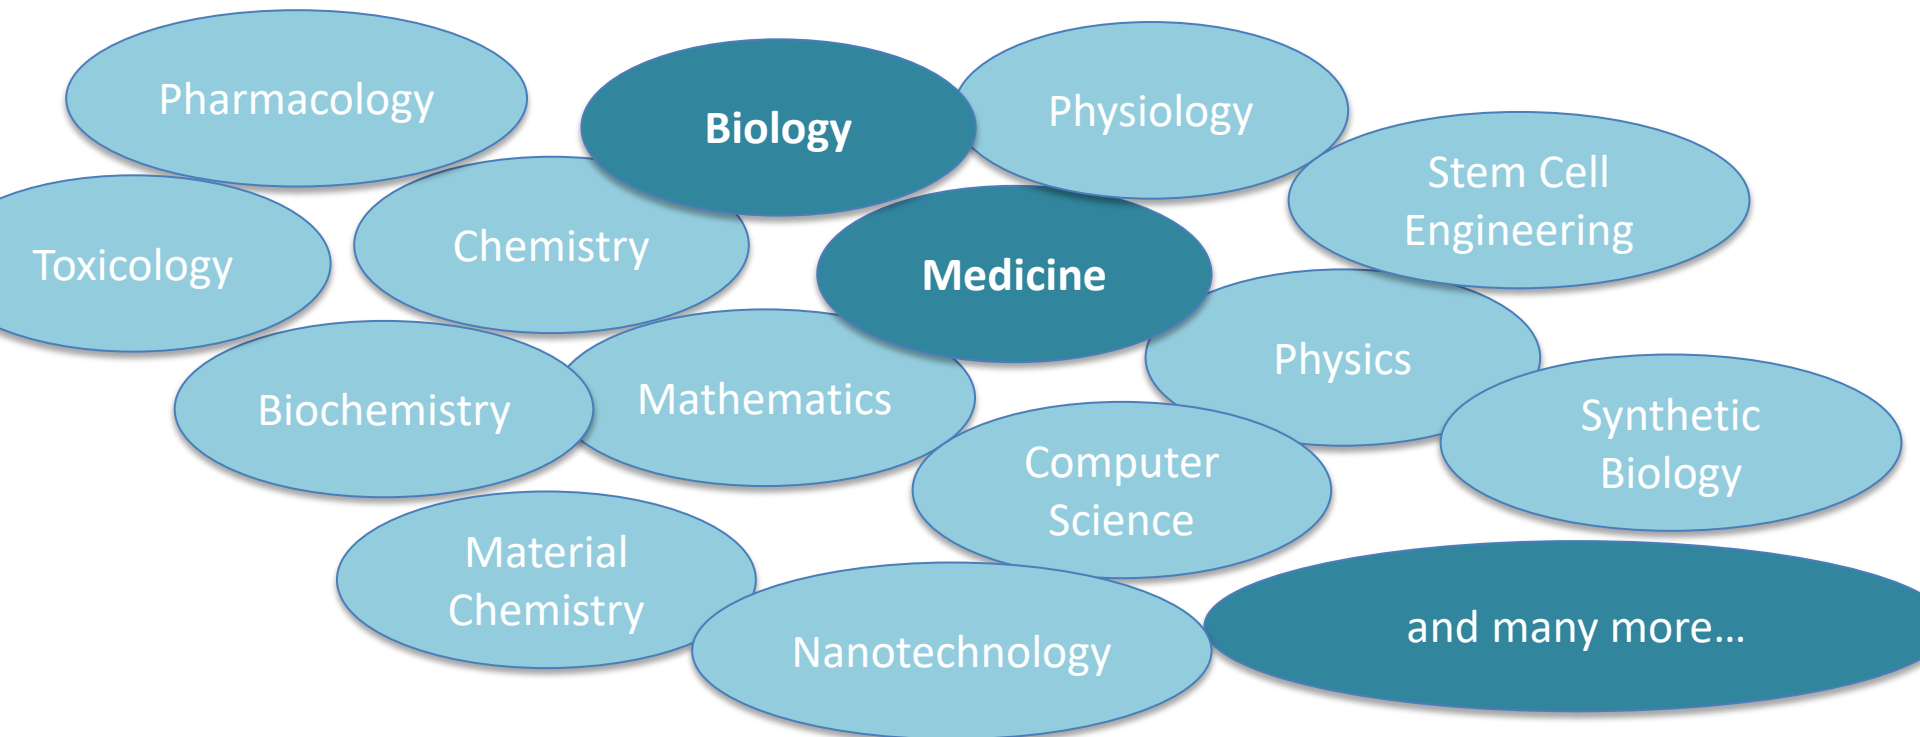 Pharmacology
Biology
Physiology
Stem Cell
Engineering
Toxicology
Chemistry
Medicine
Biochemistry
Mathematics
Physics
Computer
Science
Synthetic
Biology
Material
Chemistry
Nanotechnology
and many more...